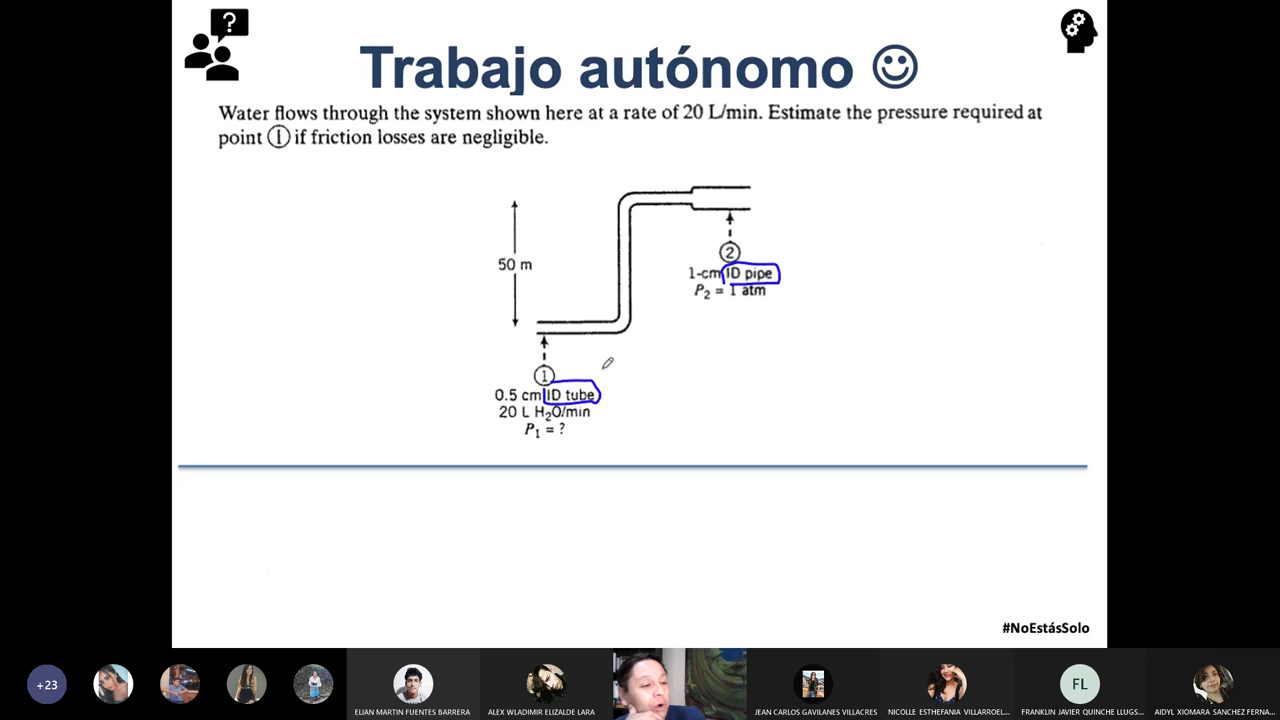 ?
Trabajo autónomo
Water flows through the system shown here at a rate of 20 L/min. Estimate the pressure required at
point ① if friction losses are negligible.
50 m
②
1-cm ID pipe
P₂ = 1 atm
①
0.5 cm ID tube
20 L H₂O/min
P₁ = ?
#NoEstásSolo
+23
ELIAN MARTIN FUENTES BARRERA
ALEX WLADIMIR ELIZALDE LARA
JEAN CARLOS GAVILANES VILLACRES
NICOLLE ESTHEFANIA VILLARROEL...
FL
FRANKLIN JAVIER QUINCHE LLUGS...
AIDYL XIOMARA SANCHEZ FERNA...